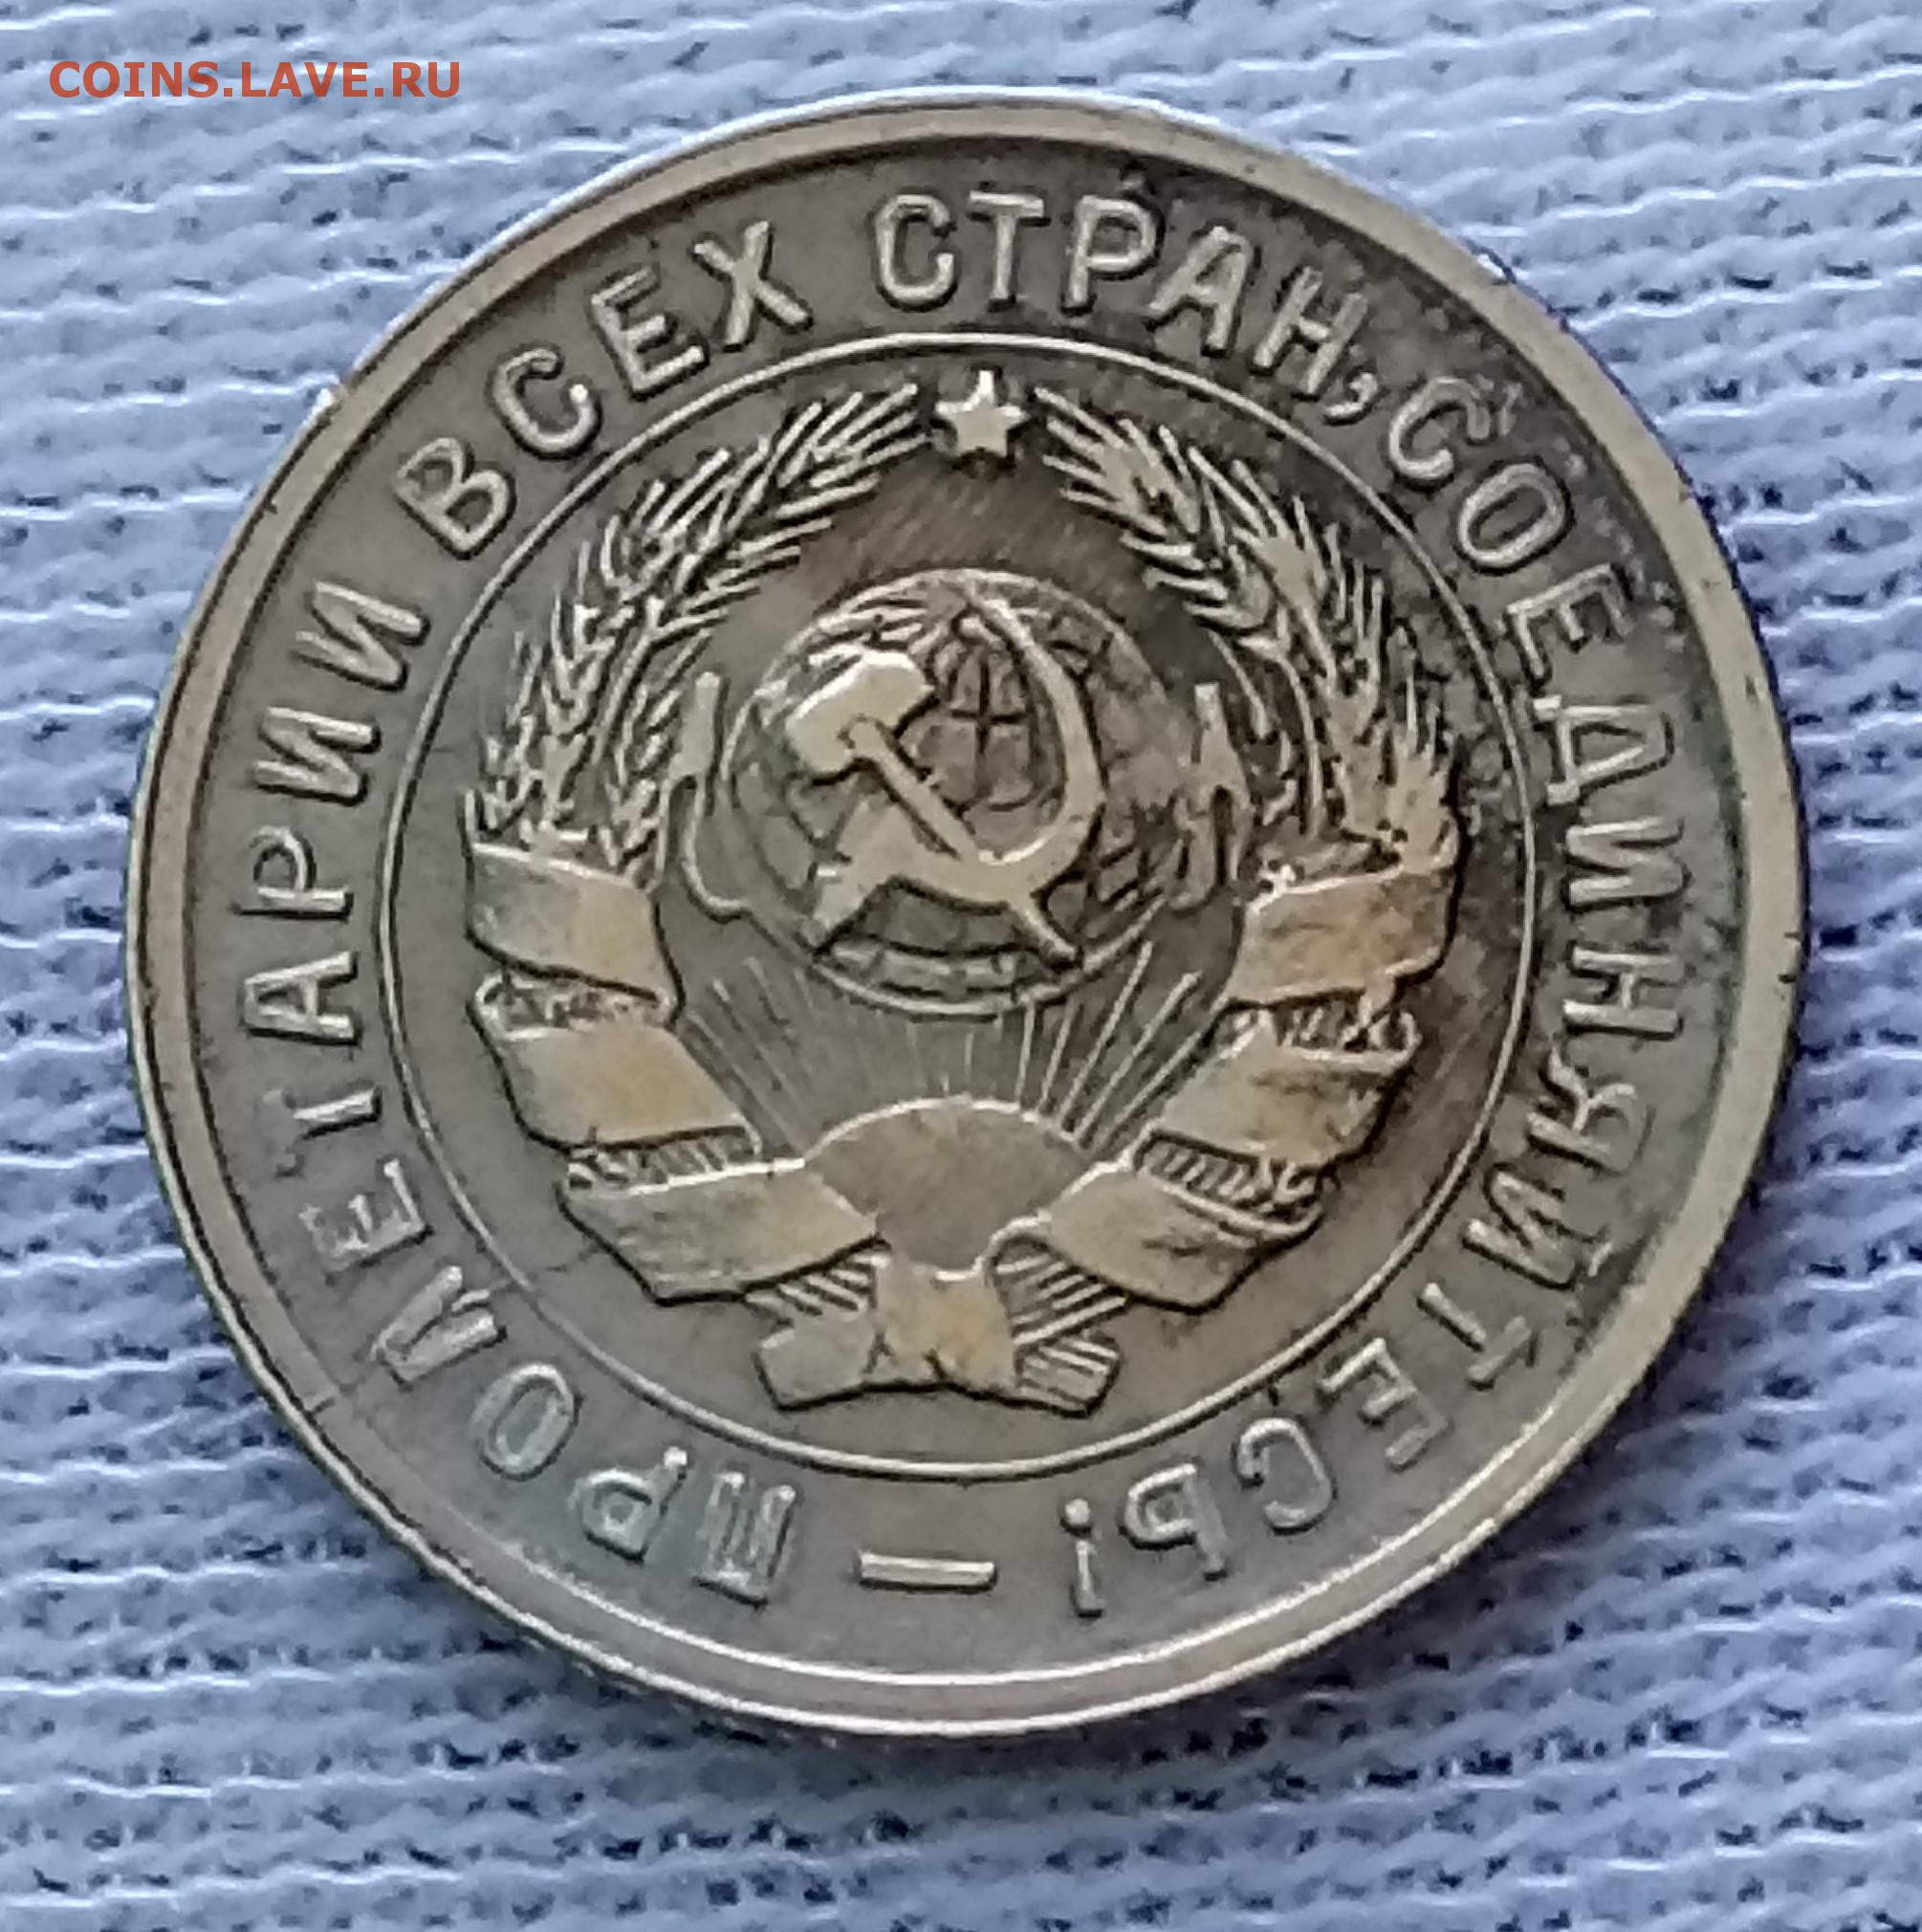 COINS.LAVE.RU
ПРОЛЕТАРИИ ВСЕХ СТРАН, СОЕДИНЯЙТЕСЬ! —